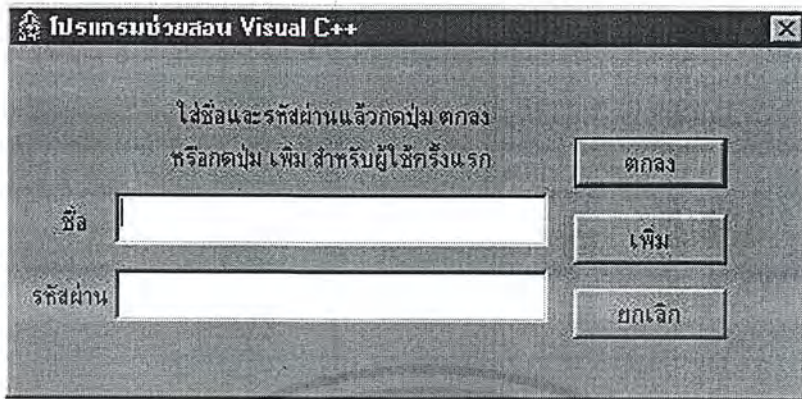 โปรแกรมช่วยสอน Visual C++
ใส่ชื่อและรหัสผ่านแล้วกดปุ่ม ตกลง
หรือกดปุ่ม เพิ่ม สำหรับผู้ใช้ครั้งแรก
ตกลง
ชื่อ
เพิ่ม
รหัสผ่าน
ยกเลิก